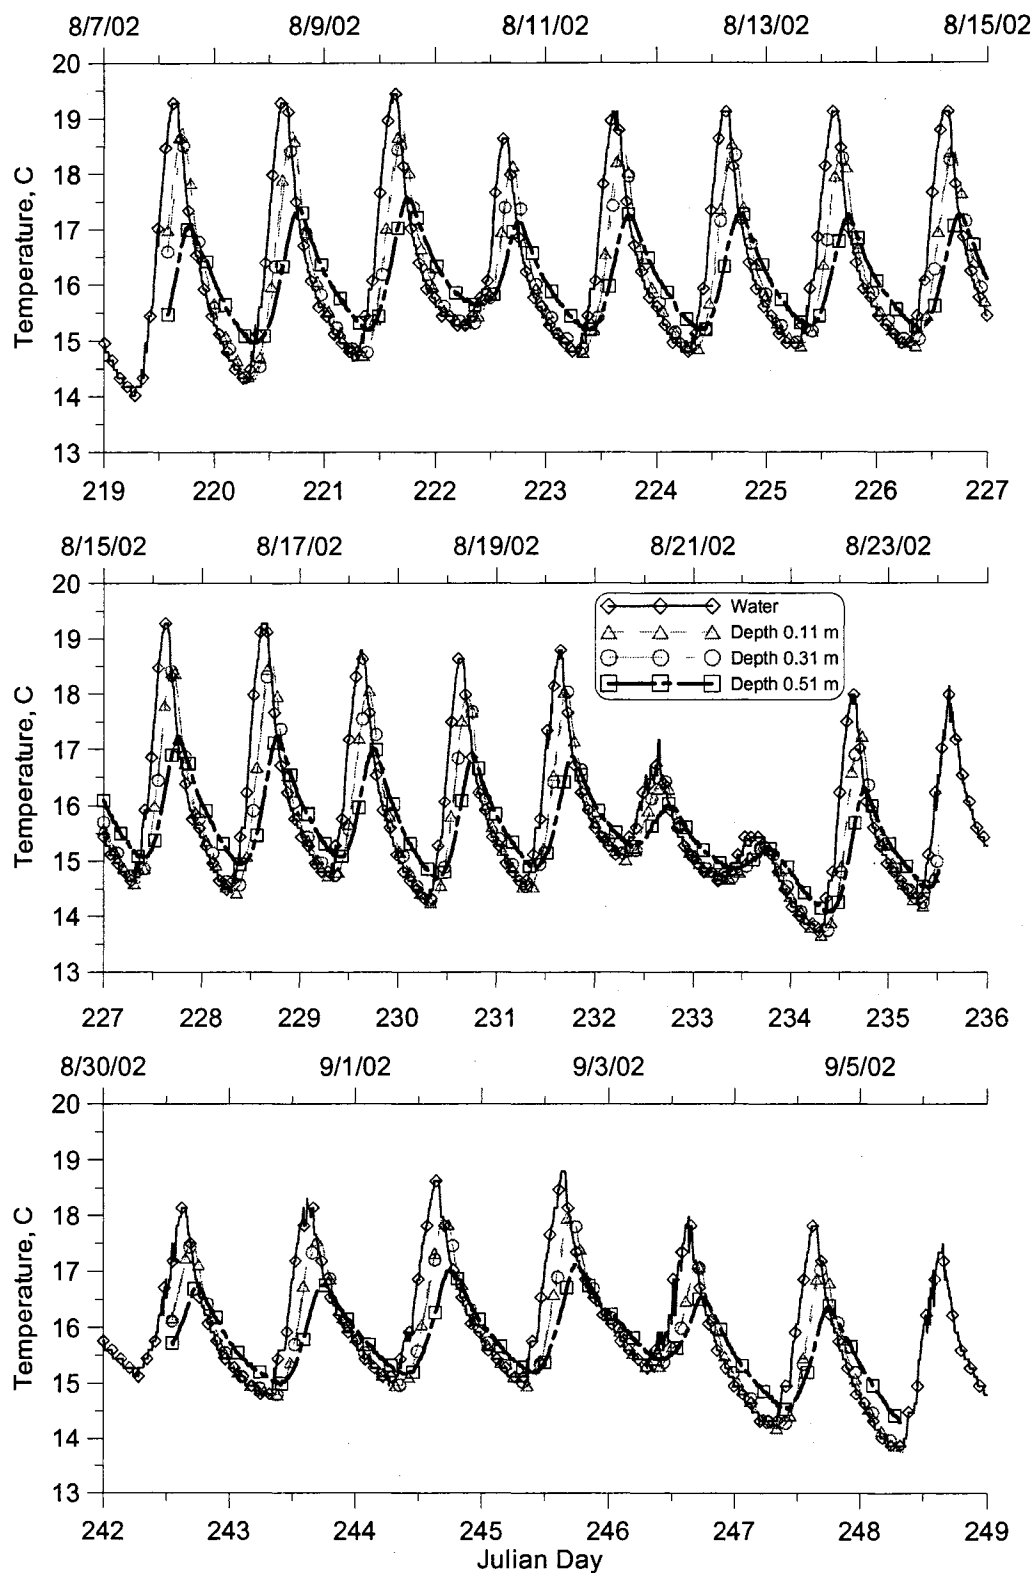 8/7/02 8/9/02 8/11/02 8/13/02 8/15/02
20
19
18
17
16
15
14
13
Temperature, C
219 220 221 222 223 224 225 226 227
8/15/02 8/17/02 8/19/02 8/21/02 8/23/02
20
19
18
17
16
15
14
13
Temperature, C
Water
Depth 0.11 m
Depth 0.31 m
Depth 0.51 m
227 228 229 230 231 232 233 234 235 236
8/30/02 9/1/02 9/3/02 9/5/02
20
19
18
17
16
15
14
13
Temperature, C
242 243 244 245 246 247 248 249
Julian Day